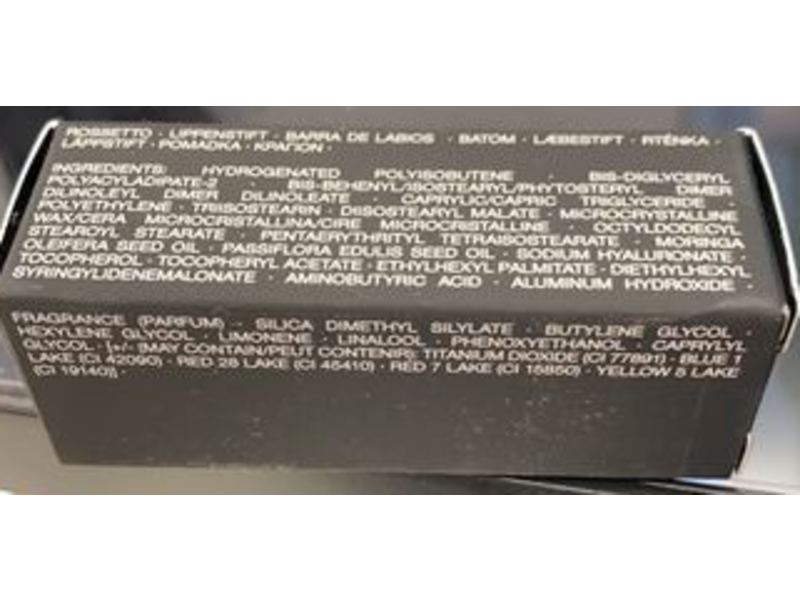 ROSSETTO · LIPPENSTIFT · BARRA DE LABIOS · BATOM · LÆBESTIFT · RTĚNKA ·
LÄPPSTIFT · POMADKA · ΚΡΑΓΙΟΝ ·
INGREDIENTS: HYDROGENATED POLYISOBUTENE · BIS-DIGLYCERYL
POLYACYLADIPATE-2 · BIS-BEHENYL/ISOSTEARYL/PHYTOSTERYL DIMER
DILINOLEYL DIMER DILINOLEATE · CAPRYLIC/CAPRIC TRIGLYCERIDE ·
POLYETHYLENE · TRIISOSTEARIN · DIISOSTEARYL MALATE · MICROCRYSTALLINE
WAX/CERA MICROCRISTALLINA/CIRE MICROCRISTALLINE · OCTYLDODECYL
STEAROYL STEARATE · PENTAERYTHRITYL TETRAISOSTEARATE · MORINGA
OLEIFERA SEED OIL · PASSIFLORA EDULIS SEED OIL · SODIUM HYALURONATE ·
TOCOPHEROL · TOCOPHERYL ACETATE · ETHYLHEXYL PALMITATE · DIETHYLHEXYL
SYRINGYLIDENEMALONATE · AMINOBUTYRIC ACID · ALUMINUM HYDROXIDE ·
FRAGRANCE (PARFUM) · SILICA DIMETHYL SILYLATE · BUTYLENE GLYCOL ·
HEXYLENE GLYCOL · LIMONENE · LINALOOL · PHENOXYETHANOL · CAPRYLYL
GLYCOL · [+/- (MAY CONTAIN/PEUT CONTENIR): TITANIUM DIOXIDE (CI 77891) · BLUE 1
LAKE (CI 42090) · RED 28 LAKE (CI 45410) · RED 7 LAKE (CI 15850) · YELLOW 5 LAKE
(CI 19140)] ·